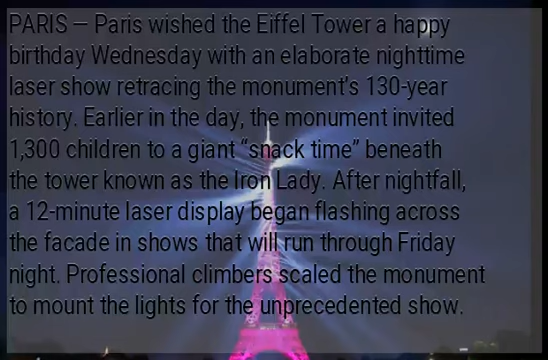 PARIS — Paris wished the Eiffel Tower a happy
birthday Wednesday with an elaborate nighttime
laser show retracing the monument's 130-year
history. Earlier in the day, the monument invited
1,300 children to a giant “snack time” beneath
the tower known as the Iron Lady. After nightfall,
a 12-minute laser display began flashing across
the facade in shows that will run through Friday
night. Professional climbers scaled the monument
to mount the lights for the unprecedented show.